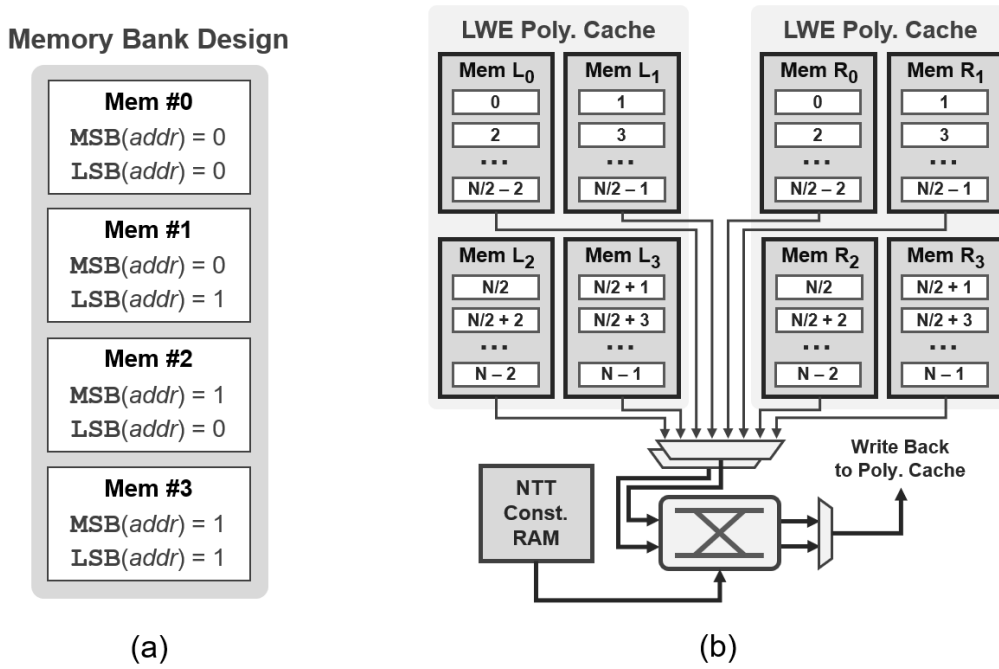 Memory Bank Design
Mem #0
MSB(addr) = 0
LSB(addr) = 0
Mem #1
MSB(addr) = 0
LSB(addr) = 1
Mem #2
MSB(addr) = 1
LSB(addr) = 0
Mem #3
MSB(addr) = 1
LSB(addr) = 1
(a)
LWE Poly. Cache
Mem L0
0
2
...
N/2 – 2
Mem L1
1
3
...
N/2 – 1
Mem L2
N/2
N/2 + 2
...
N – 2
Mem L3
N/2 + 1
N/2 + 3
...
N – 1
LWE Poly. Cache
Mem R0
0
2
...
N/2 – 2
Mem R1
1
3
...
N/2 – 1
Mem R2
N/2
N/2 + 2
...
N – 2
Mem R3
N/2 + 1
N/2 + 3
...
N – 1
NTT
Const.
RAM
Write Back
to Poly. Cache
(b)